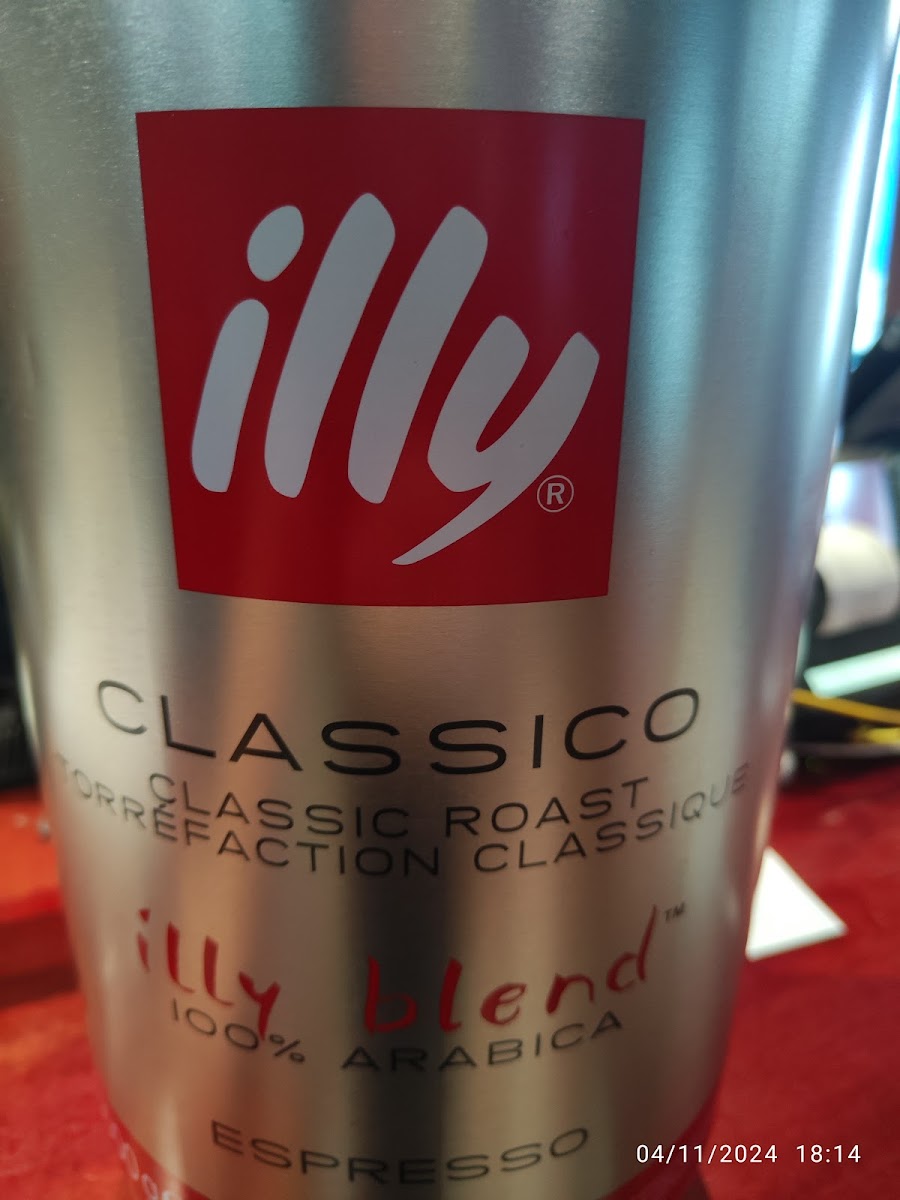 illy®
CLASSICO
CLASSIC ROAST
TORRÉFACTION CLASSIQUE
illy blend™
100% ARABICA
ESPRESSO
04/11/2024 18:14